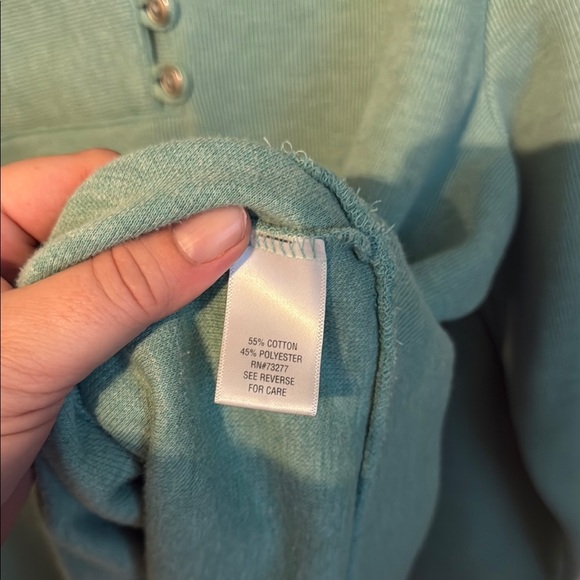 55% COTTON
45% POLYESTER
RN#73277
SEE REVERSE
FOR CARE